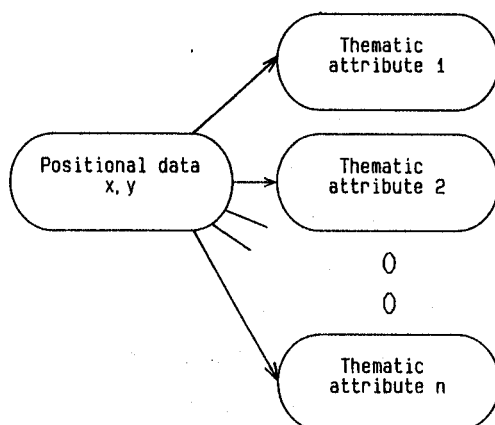 Thematic
attribute 1
Positional data
x, y
Thematic
attribute 2
0
0
Thematic
attribute n